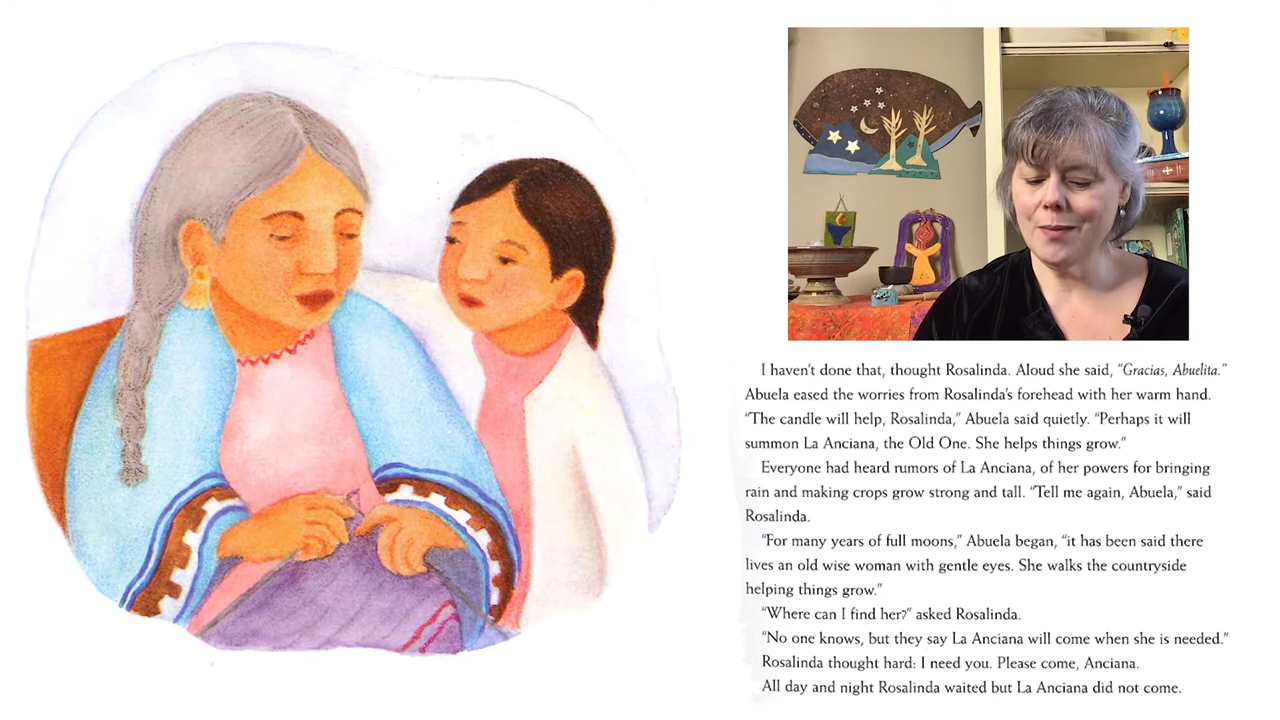 I haven't done that, thought Rosalinda. Aloud she said, "Gracias, Abuelita."
Abuela eased the worries from Rosalinda's forehead with her warm hand.
"The candle will help, Rosalinda," Abuela said quietly. "Perhaps it will
summon La Anciana, the Old One. She helps things grow."
Everyone had heard rumors of La Anciana, of her powers for bringing
rain and making crops grow strong and tall. "Tell me again, Abuela," said
Rosalinda.
"For many years of full moons," Abuela began, "it has been said there
lives an old wise woman with gentle eyes. She walks the countryside
helping things grow."
"Where can I find her?" asked Rosalinda.
"No one knows, but they say La Anciana will come when she is needed."
Rosalinda thought hard: I need you. Please come, Anciana.
All day and night Rosalinda waited but La Anciana did not come.